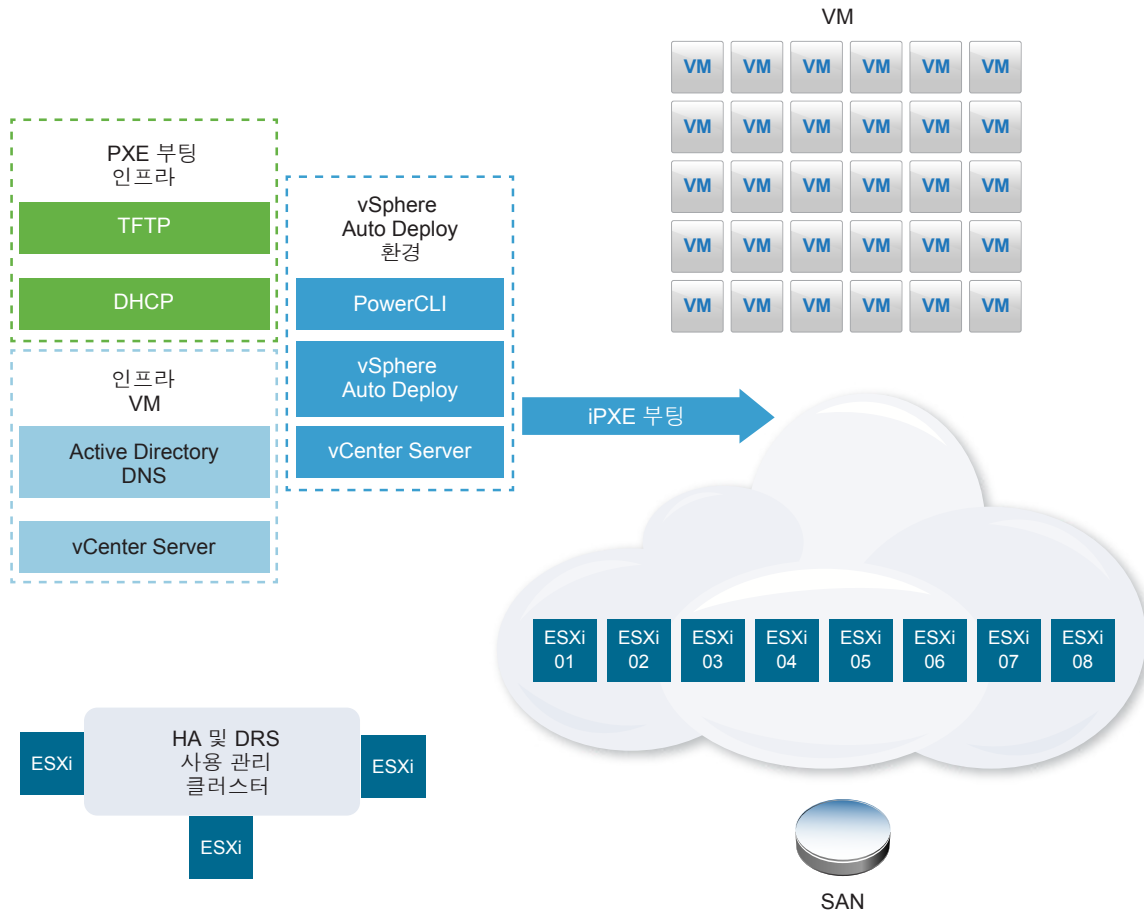 VM
VM VM VM VM VM VM
VM VM VM VM VM VM
VM VM VM VM VM VM
VM VM VM VM VM VM
VM VM VM VM VM VM
PXE 부팅
인프라
TFTP
DHCP
인프라
VM
Active Directory
DNS
vCenter Server
vSphere
Auto Deploy
환경
PowerCLI
vSphere
Auto Deploy
vCenter Server
iPXE 부팅
ESXi
01
ESXi
02
ESXi
03
ESXi
04
ESXi
05
ESXi
06
ESXi
07
ESXi
08
HA 및 DRS
사용 관리
클러스터
ESXi
ESXi
ESXi
SAN